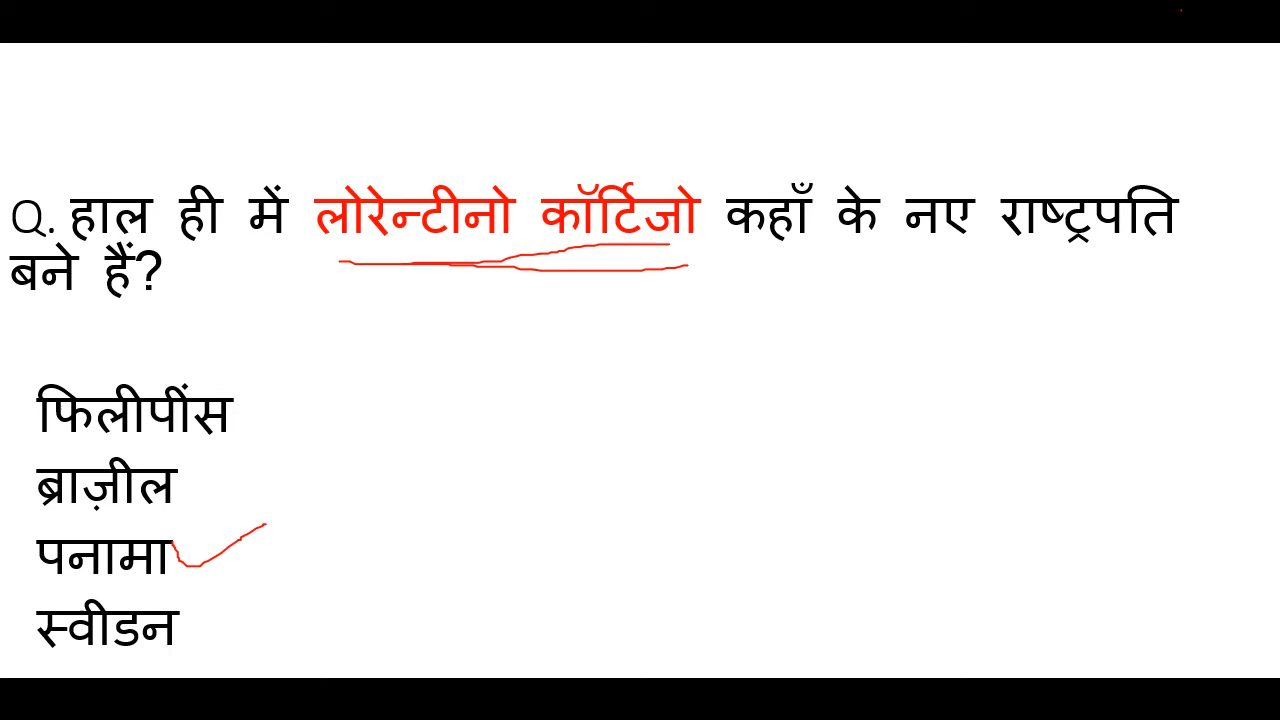 Q. हाल ही में लोरेन्टीनो कॉर्टिजो कहाँ के नए राष्ट्रपति
बने हैं?
फिलीपींस
ब्राज़ील
पनामा
स्वीडन